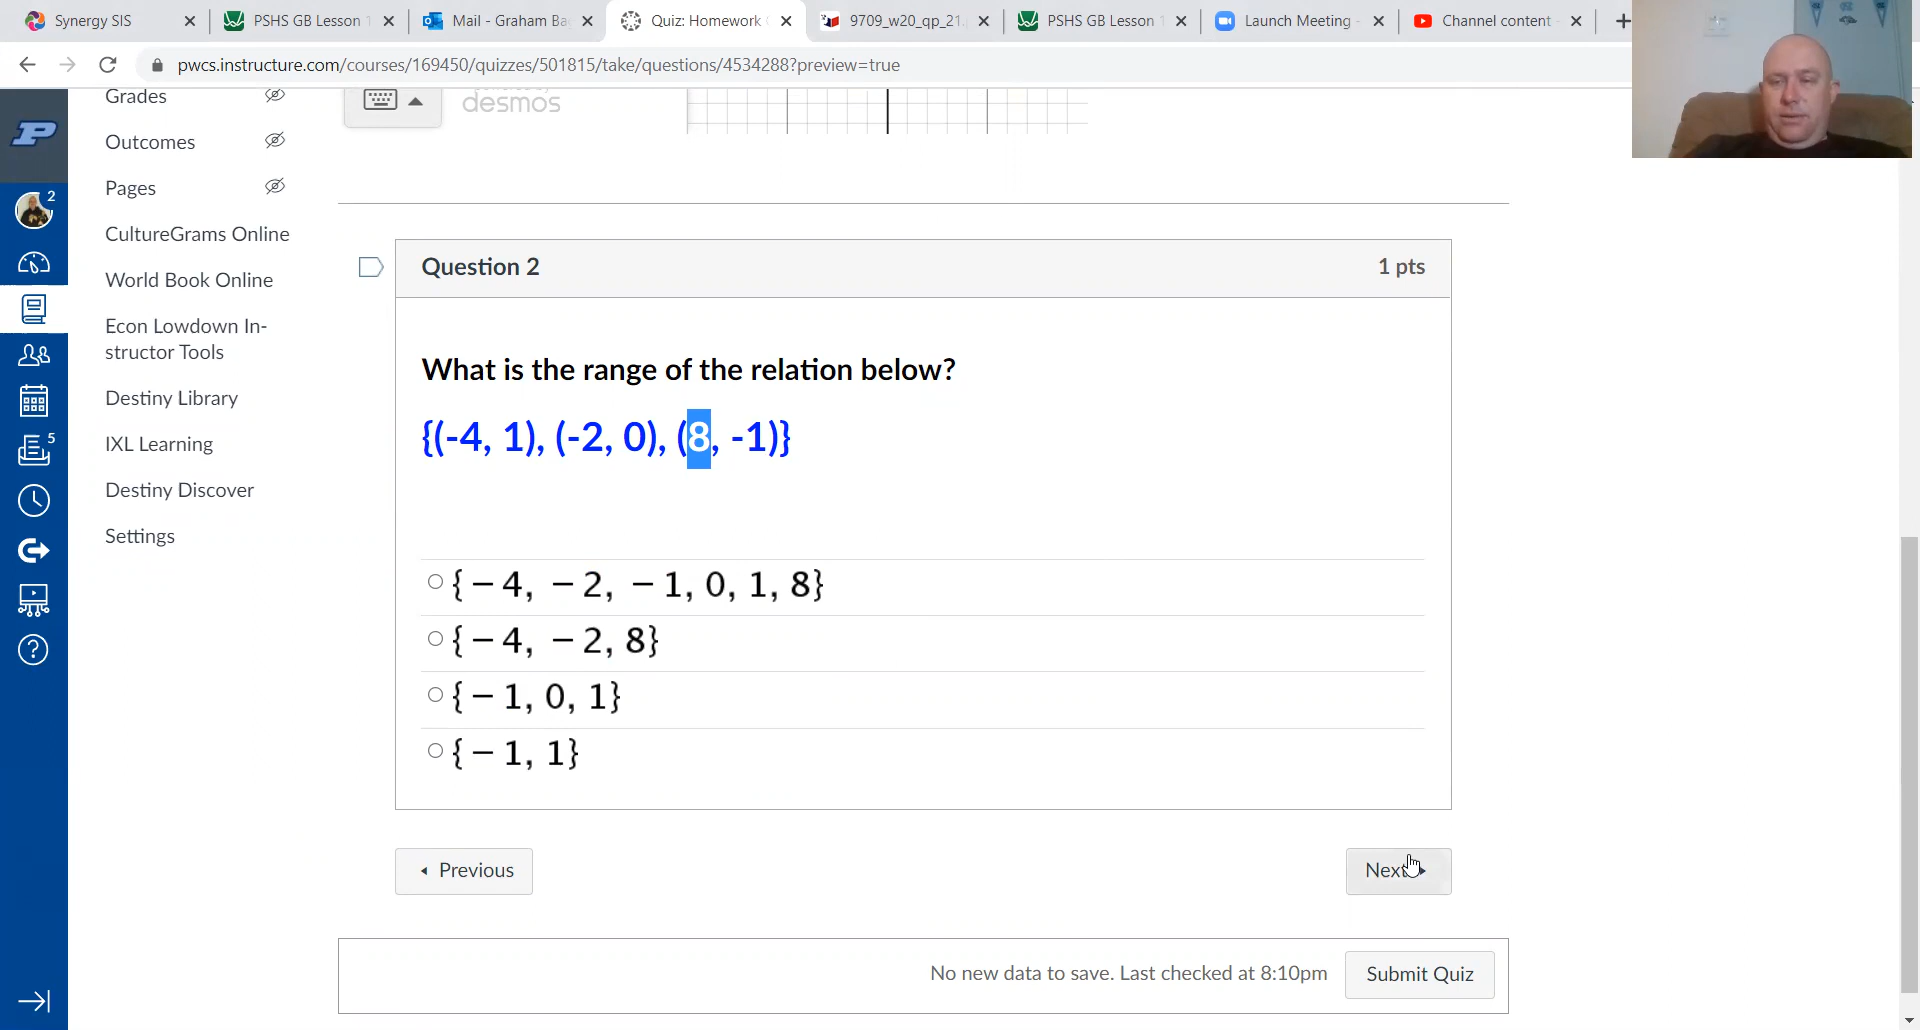 Synergy SIS
PSHS GB Lesson 1
Mail - Graham Ba
Quiz: Homework
9709_w20_qp_21.
PSHS GB Lesson 1
Launch Meeting -
Channel content -
pwcs.instructure.com/courses/169450/quizzes/501815/take/questions/4534288?preview=true
Grades
Outcomes
Pages
CultureGrams Online
World Book Online
Econ Lowdown In-
structor Tools
Destiny Library
IXL Learning
Destiny Discover
Settings
P
2
5
desmos
Question 2
1 pts
What is the range of the relation below?
{(-4, 1), (-2, 0), (8, -1)}
{ − 4, − 2, − 1, 0, 1, 8}
{ − 4, − 2, 8}
{ − 1, 0, 1}
{ − 1, 1}
Previous
Next
No new data to save. Last checked at 8:10pm
Submit Quiz